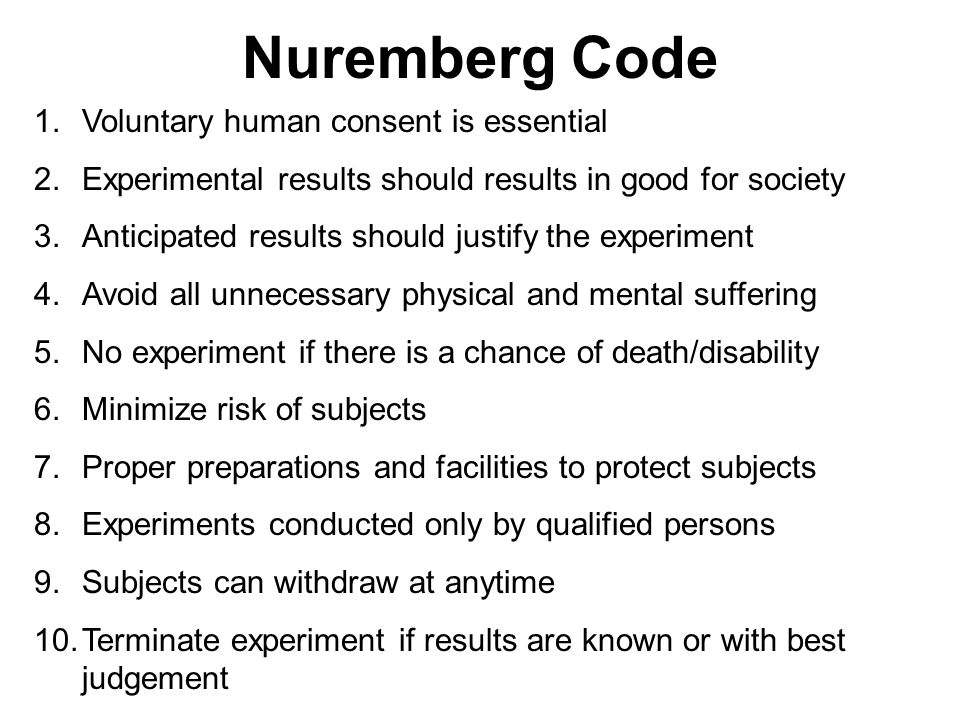 Nuremberg Code
1. Voluntary human consent is essential
2. Experimental results should results in good for society
3. Anticipated results should justify the experiment
4. Avoid all unnecessary physical and mental suffering
5. No experiment if there is a chance of death/disability
6. Minimize risk of subjects
7. Proper preparations and facilities to protect subjects
8. Experiments conducted only by qualified persons
9. Subjects can withdraw at anytime
10. Terminate experiment if results are known or with best
judgement